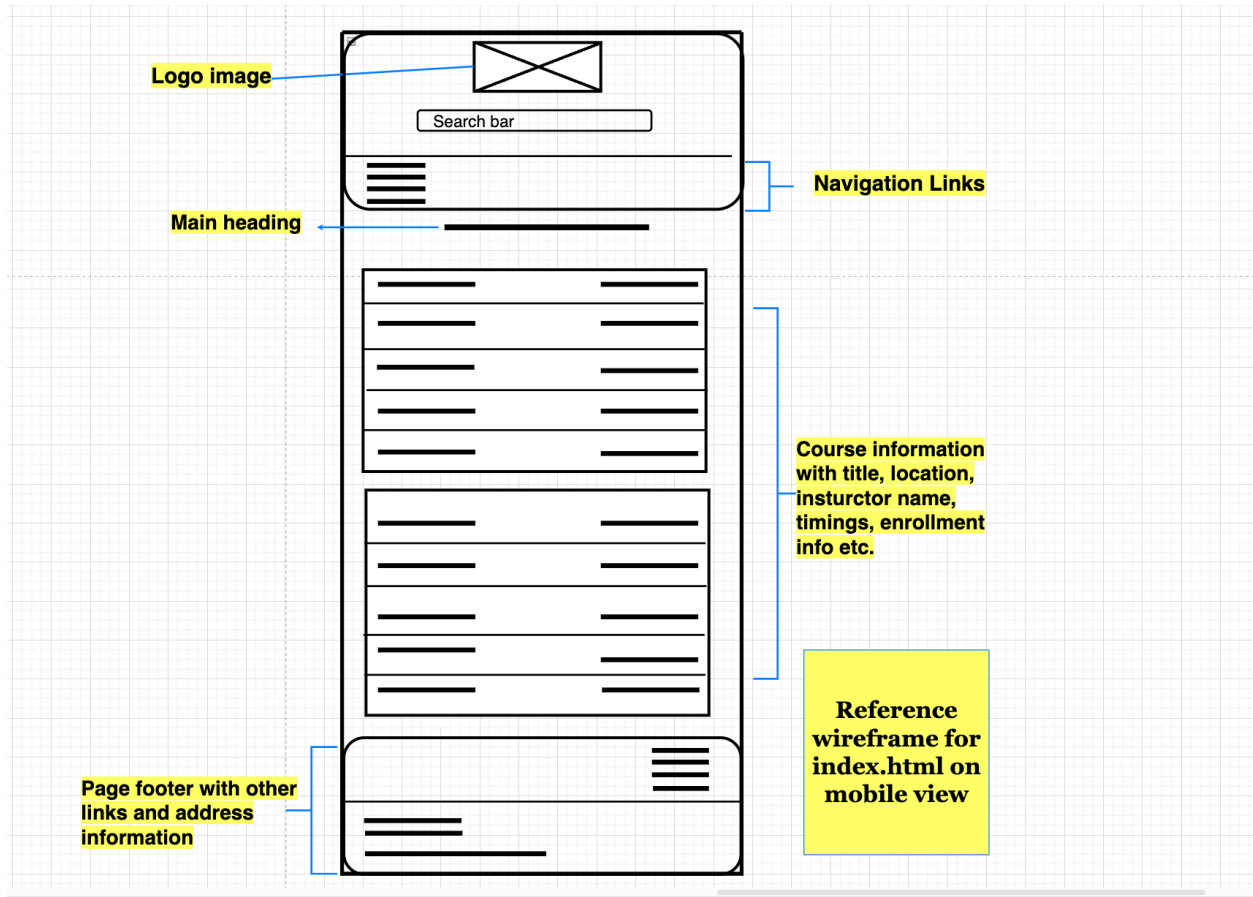 Logo image
Search bar
Navigation Links
Main heading
Course information
with title, location,
insturctor name,
timings, enrollment
info etc.
Reference
wireframe for
index.html on
mobile view
Page footer with other
links and address
information